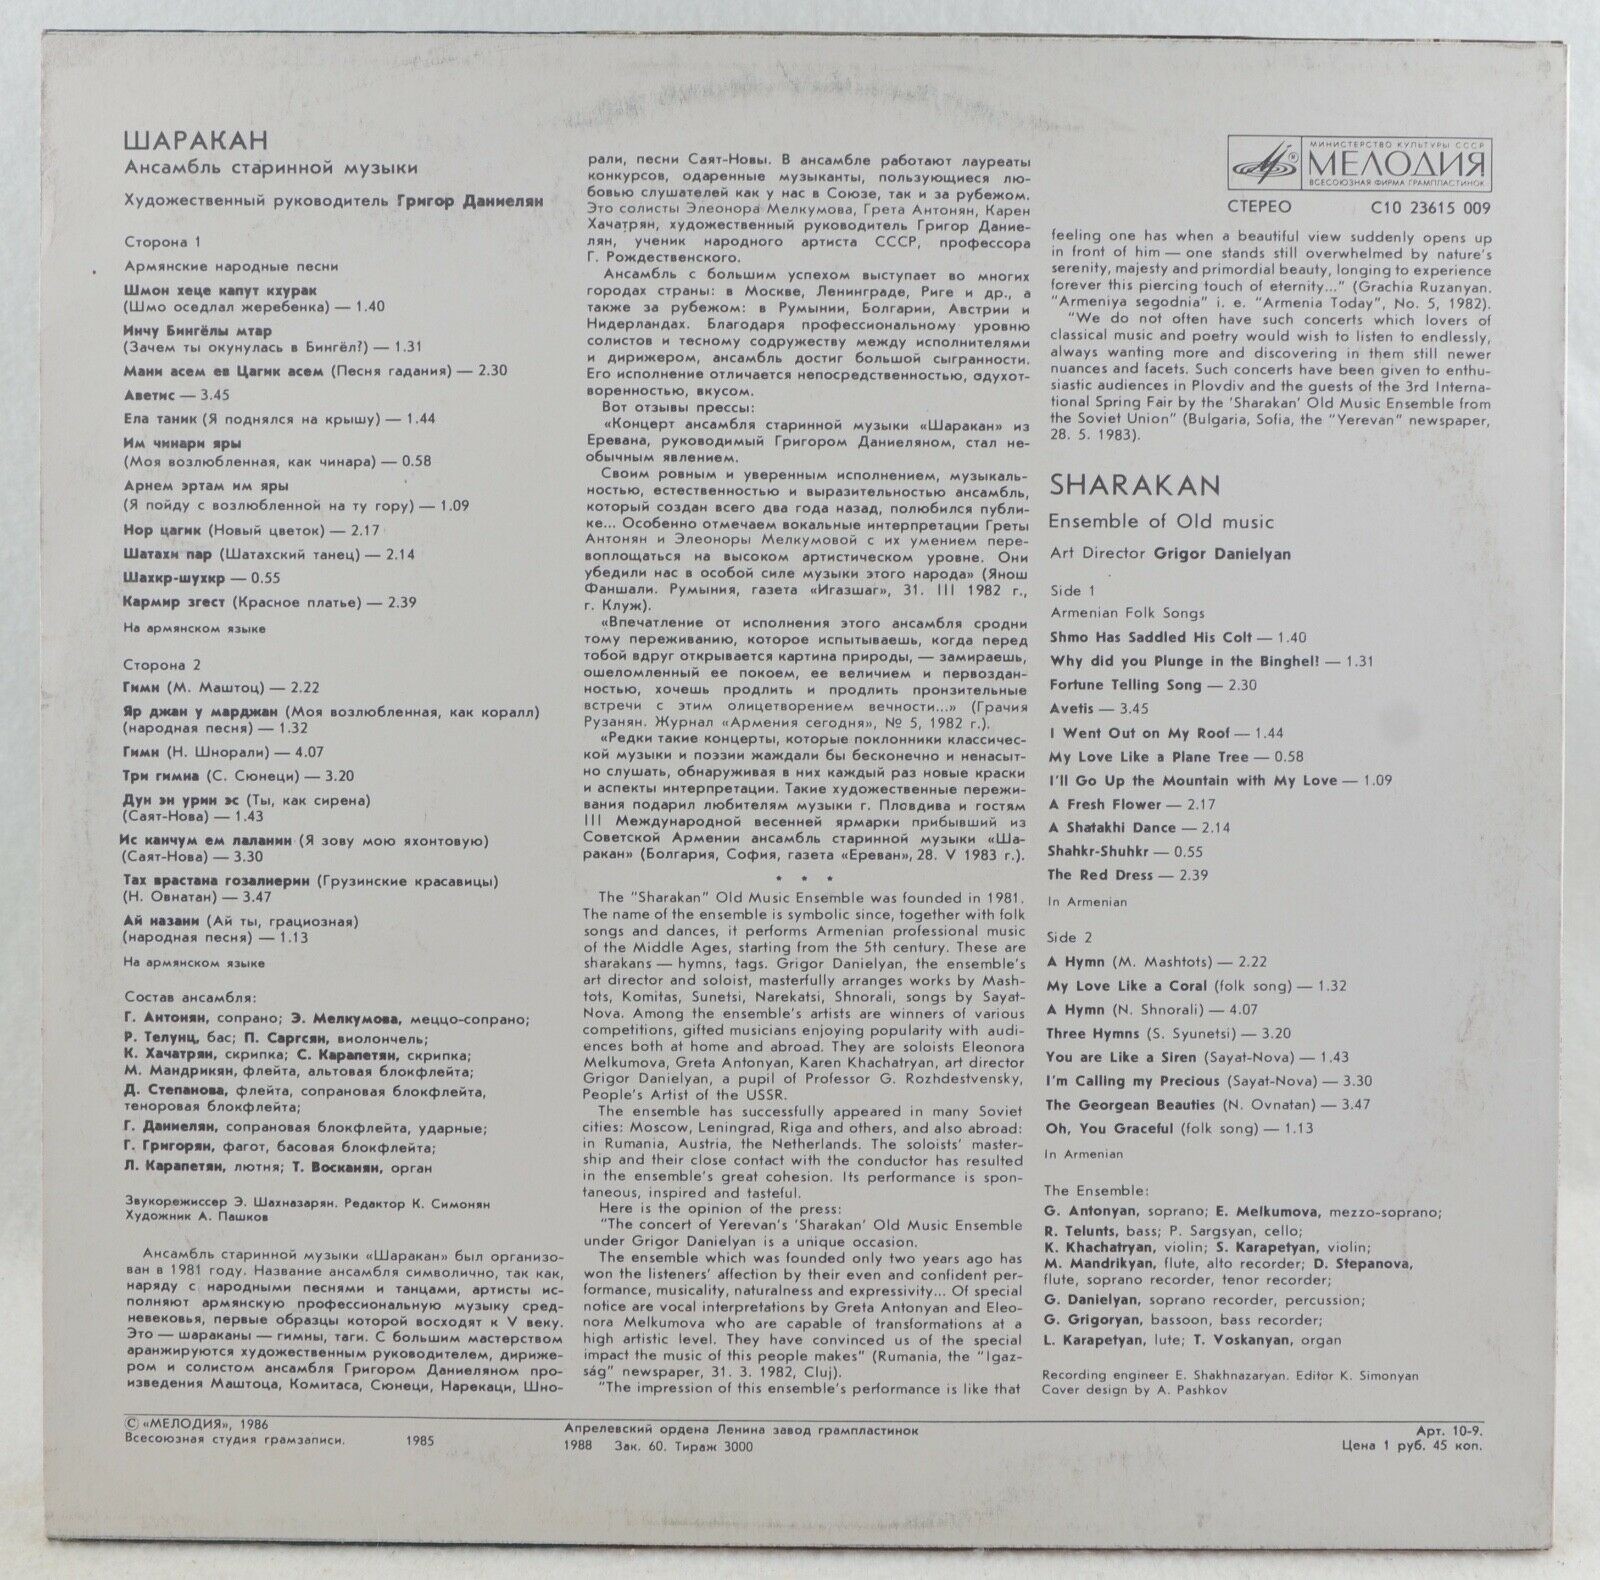 ШАРАКАН
Ансамбль старинной музыки
Художественный руководитель Григор Даниелян
Сторона 1
Армянские народные песни
Шмон хеце капут кхурак
(Шмо оседлал жеребенка) — 1.40
Инчу Бингёлы мтар
(Зачем ты окунулась в Бингёл?) — 1.31
Мани асем ев Цагик асем (Песня гадания) — 2.30
Аветис — 3.45
Ела таник (Я поднялся на крышу) — 1.44
Им чинари яры
(Моя возлюбленная, как чинара) — 0.58
Арнем эртам им яры
(Я пойду с возлюбленной на ту гору) — 1.09
Нор цагик (Новый цветок) — 2.17
Шатахи пар (Шатахский танец) — 2.14
Шахкр-шухкр — 0.55
Кармир згест (Красное платье) — 2.39
На армянском языке
Сторона 2
Гимн (М. Маштоц) — 2.22
Яр джан у марджан (Моя возлюбленная, как коралл)
(народная песня) — 1.32
Гимн (Н. Шнорали) — 4.07
Три гимна (С. Сюнеци) — 3.20
Дун эн урин эс (Ты, как сирена)
(Саят-Нова) — 1.43
Ис канчум ем лаланин (Я зову мою яхонтовую)
(Саят-Нова) — 3.30
Тах врастана гозалнерин (Грузинские красавицы)
(Н. Овнатан) — 3.47
Ай назани (Ай ты, грациозная)
(народная песня) — 1.13
На армянском языке
Состав ансамбля:
Г. Антонян, сопрано; Э. Мелкумова, меццо-сопрано;
Р. Телунц, бас; П. Саргсян, виолончель;
К. Хачатрян, скрипка; С. Карапетян, скрипка;
М. Мандрикян, флейта, альтовая блокфлейта;
Д. Степанова, флейта, сопрановая блокфлейта,
теноровая блокфлейта;
Г. Даниелян, сопрановая блокфлейта, ударные;
Г. Григорян, фагот, басовая блокфлейта;
Л. Карапетян, лютня; Т. Восканян, орган
Звукорежиссер Э. Шахназарян. Редактор К. Симонян
Художник А. Пашков
Ансамбль старинной музыки «Шаракан» был организо-
ван в 1981 году. Название ансамбля символично, так как,
наряду с народными песнями и танцами, артисты ис-
полняют армянскую профессиональную музыку сред-
невековья, первые образцы которой восходят к V веку.
Это — шараканы — гимны, таги. С большим мастерством
аранжируются художественным руководителем, дириже-
ром и солистом ансамбля Григором Даниеляном про-
изведения Маштоца, Комитаса, Сюнеци, Нарекаци, Шно-
рали, песни Саят-Новы. В ансамбле работают лауреаты
конкурсов, одаренные музыканты, пользующиеся лю-
бовью слушателей как у нас в Союзе, так и за рубежом.
Это солисты Элеонора Мелкумова, Грета Антонян, Карен
Хачатрян, художественный руководитель Григор Дание-
лян, ученик народного артиста СССР, профессора
Г. Рождественского.
Ансамбль с большим успехом выступает во многих
городах страны: в Москве, Ленинграде, Риге и др., а
также за рубежом: в Румынии, Болгарии, Австрии и
Нидерландах. Благодаря профессиональному уровню
солистов и тесному содружеству между исполнителями
и дирижером, ансамбль достиг большой сыгранности.
Его исполнение отличается непосредственностью, одухот-
воренностью, вкусом.
Вот отзывы прессы:
«Концерт ансамбля старинной музыки «Шаракан» из
Еревана, руководимый Григором Даниеляном, стал не-
обычным явлением.
Своим ровным и уверенным исполнением, музыкаль-
ностью, естественностью и выразительностью ансамбль,
который создан всего два года назад, полюбился публи-
ке... Особенно отмечаем вокальные интерпретации Греты
Антонян и Элеоноры Мелкумовой с их умением пере-
воплощаться на высоком артистическом уровне. Они
убедили нас в особой силе музыки этого народа» (Янош
Фаншали. Румыния, газета «Игазшаг», 31. III 1982 г.,
г. Клуж).
«Впечатление от исполнения этого ансамбля сродни
тому переживанию, которое испытываешь, когда перед
тобой вдруг открывается картина природы, — замираешь,
ошеломленный ее покоем, ее величием и первоздан-
ностью, хочешь продлить и продлить пронзительные
встречи с этим олицетворением вечности...» (Грачия
Рузанян. Журнал «Армения сегодня», № 5, 1982 г.).
«Редки такие концерты, которые поклонники классичес-
кой музыки и поэзии жаждали бы бесконечно и ненасыт-
но слушать, обнаруживая в них каждый раз новые краски
и аспекты интерпретации. Такие художественные пережи-
вания подарил любителям музыки г. Пловдива и гостям
III Международной весенней ярмарки прибывший из
Советской Армении ансамбль старинной музыки «Ша-
ракан» (Болгария, София, газета «Ереван», 28. V 1983 г.).
* * *
The "Sharakan" Old Music Ensemble was founded in 1981.
The name of the ensemble is symbolic since, together with folk
songs and dances, it performs Armenian professional music
of the Middle Ages, starting from the 5th century. These are
sharakans — hymns, tags. Grigor Danielyan, the ensemble's
art director and soloist, masterfully arranges works by Mash-
tots, Komitas, Sunetsi, Narekatsi, Shnorali, songs by Sayat-
Nova. Among the ensemble's artists are winners of various
competitions, gifted musicians enjoying popularity with audi-
ences both at home and abroad. They are soloists Eleonora
Melkumova, Greta Antonyan, Karen Khachatryan, art director
Grigor Danielyan, a pupil of Professor G. Rozhdestvensky,
People's Artist of the USSR.
The ensemble has successfully appeared in many Soviet
cities: Moscow, Leningrad, Riga and others, and also abroad:
in Rumania, Austria, the Netherlands. The soloists' master-
ship and their close contact with the conductor has resulted
in the ensemble's great cohesion. Its performance is spon-
taneous, inspired and tasteful.
Here is the opinion of the press:
"The concert of Yerevan's 'Sharakan' Old Music Ensemble
under Grigor Danielyan is a unique occasion.
The ensemble which was founded only two years ago has
won the listeners' affection by their even and confident per-
formance, musicality, naturalness and expressivity... Of special
notice are vocal interpretations by Greta Antonyan and Eleo-
nora Melkumova who are capable of transformations at a
high artistic level. They have convinced us of the special
impact the music of this people makes" (Rumania, the "Igaz-
ság" newspaper, 31. 3. 1982, Cluj).
"The impression of this ensemble's performance is like that
МИНИСТЕРСТВО КУЛЬТУРЫ СССР
МЕЛОДИЯ
ВСЕСОЮЗНАЯ ФИРМА ГРАМПЛАСТИНОК
СТЕРЕО С10 23615 009
feeling one has when a beautiful view suddenly opens up
in front of him — one stands still overwhelmed by nature's
serenity, majesty and primordial beauty, longing to experience
forever this piercing touch of eternity..." (Grachia Ruzanyan.
"Armeniya segodnia" i. e. "Armenia Today", No. 5, 1982).
"We do not often have such concerts which lovers of
classical music and poetry would wish to listen to endlessly,
always wanting more and discovering in them still newer
nuances and facets. Such concerts have been given to enthu-
siastic audiences in Plovdiv and the guests of the 3rd Interna-
tional Spring Fair by the 'Sharakan' Old Music Ensemble from
the Soviet Union" (Bulgaria, Sofia, the "Yerevan" newspaper,
28. 5. 1983).
SHARAKAN
Ensemble of Old music
Art Director Grigor Danielyan
Side 1
Armenian Folk Songs
Shmo Has Saddled His Colt — 1.40
Why did you Plunge in the Binghel! — 1.31
Fortune Telling Song — 2.30
Avetis — 3.45
I Went Out on My Roof — 1.44
My Love Like a Plane Tree — 0.58
I'll Go Up the Mountain with My Love — 1.09
A Fresh Flower — 2.17
A Shatakhi Dance — 2.14
Shahkr-Shuhkr — 0.55
The Red Dress — 2.39
In Armenian
Side 2
A Hymn (M. Mashtots) — 2.22
My Love Like a Coral (folk song) — 1.32
A Hymn (N. Shnorali) — 4.07
Three Hymns (S. Syunetsi) — 3.20
You are Like a Siren (Sayat-Nova) — 1.43
I'm Calling my Precious (Sayat-Nova) — 3.30
The Georgean Beauties (N. Ovnatan) — 3.47
Oh, You Graceful (folk song) — 1.13
In Armenian
The Ensemble:
G. Antonyan, soprano; E. Melkumova, mezzo-soprano;
R. Telunts, bass; P. Sargsyan, cello;
K. Khachatryan, violin; S. Karapetyan, violin;
M. Mandrikyan, flute, alto recorder; D. Stepanova,
flute, soprano recorder, tenor recorder;
G. Danielyan, soprano recorder, percussion;
G. Grigoryan, bassoon, bass recorder;
L. Karapetyan, lute; T. Voskanyan, organ
Recording engineer E. Shakhnazaryan. Editor K. Simonyan
Cover design by A. Pashkov
© «МЕЛОДИЯ», 1986
Всесоюзная студия грамзаписи. 1985
Апрелевский ордена Ленина завод грампластинок
1988 Зак. 60. Тираж 3000
Арт. 10-9.
Цена 1 руб. 45 коп.